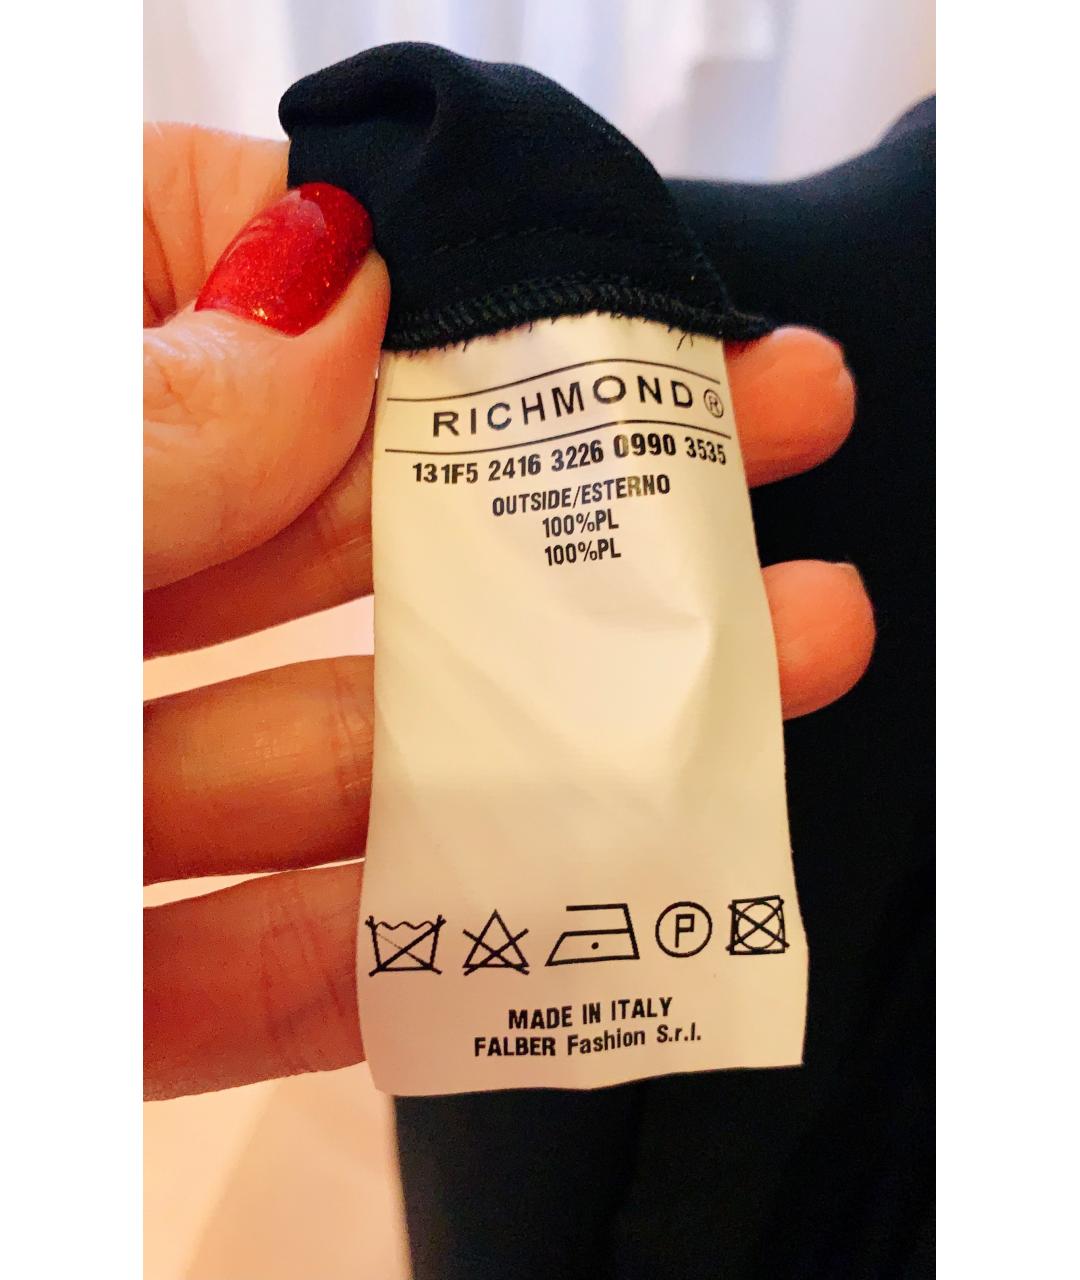 RICHMOND®
131F5 2416 3226 0990 3535
OUTSIDE/ESTERNO
100%PL
100%PL
P
MADE IN ITALY
FALBER Fashion S.r.l.